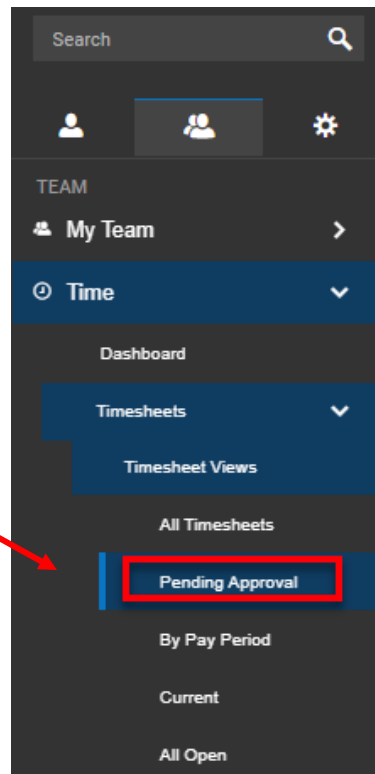 Search
TEAM
My Team
Time
Dashboard
Timesheets
Timesheet Views
All Timesheets
Pending Approval
By Pay Period
Current
All Open